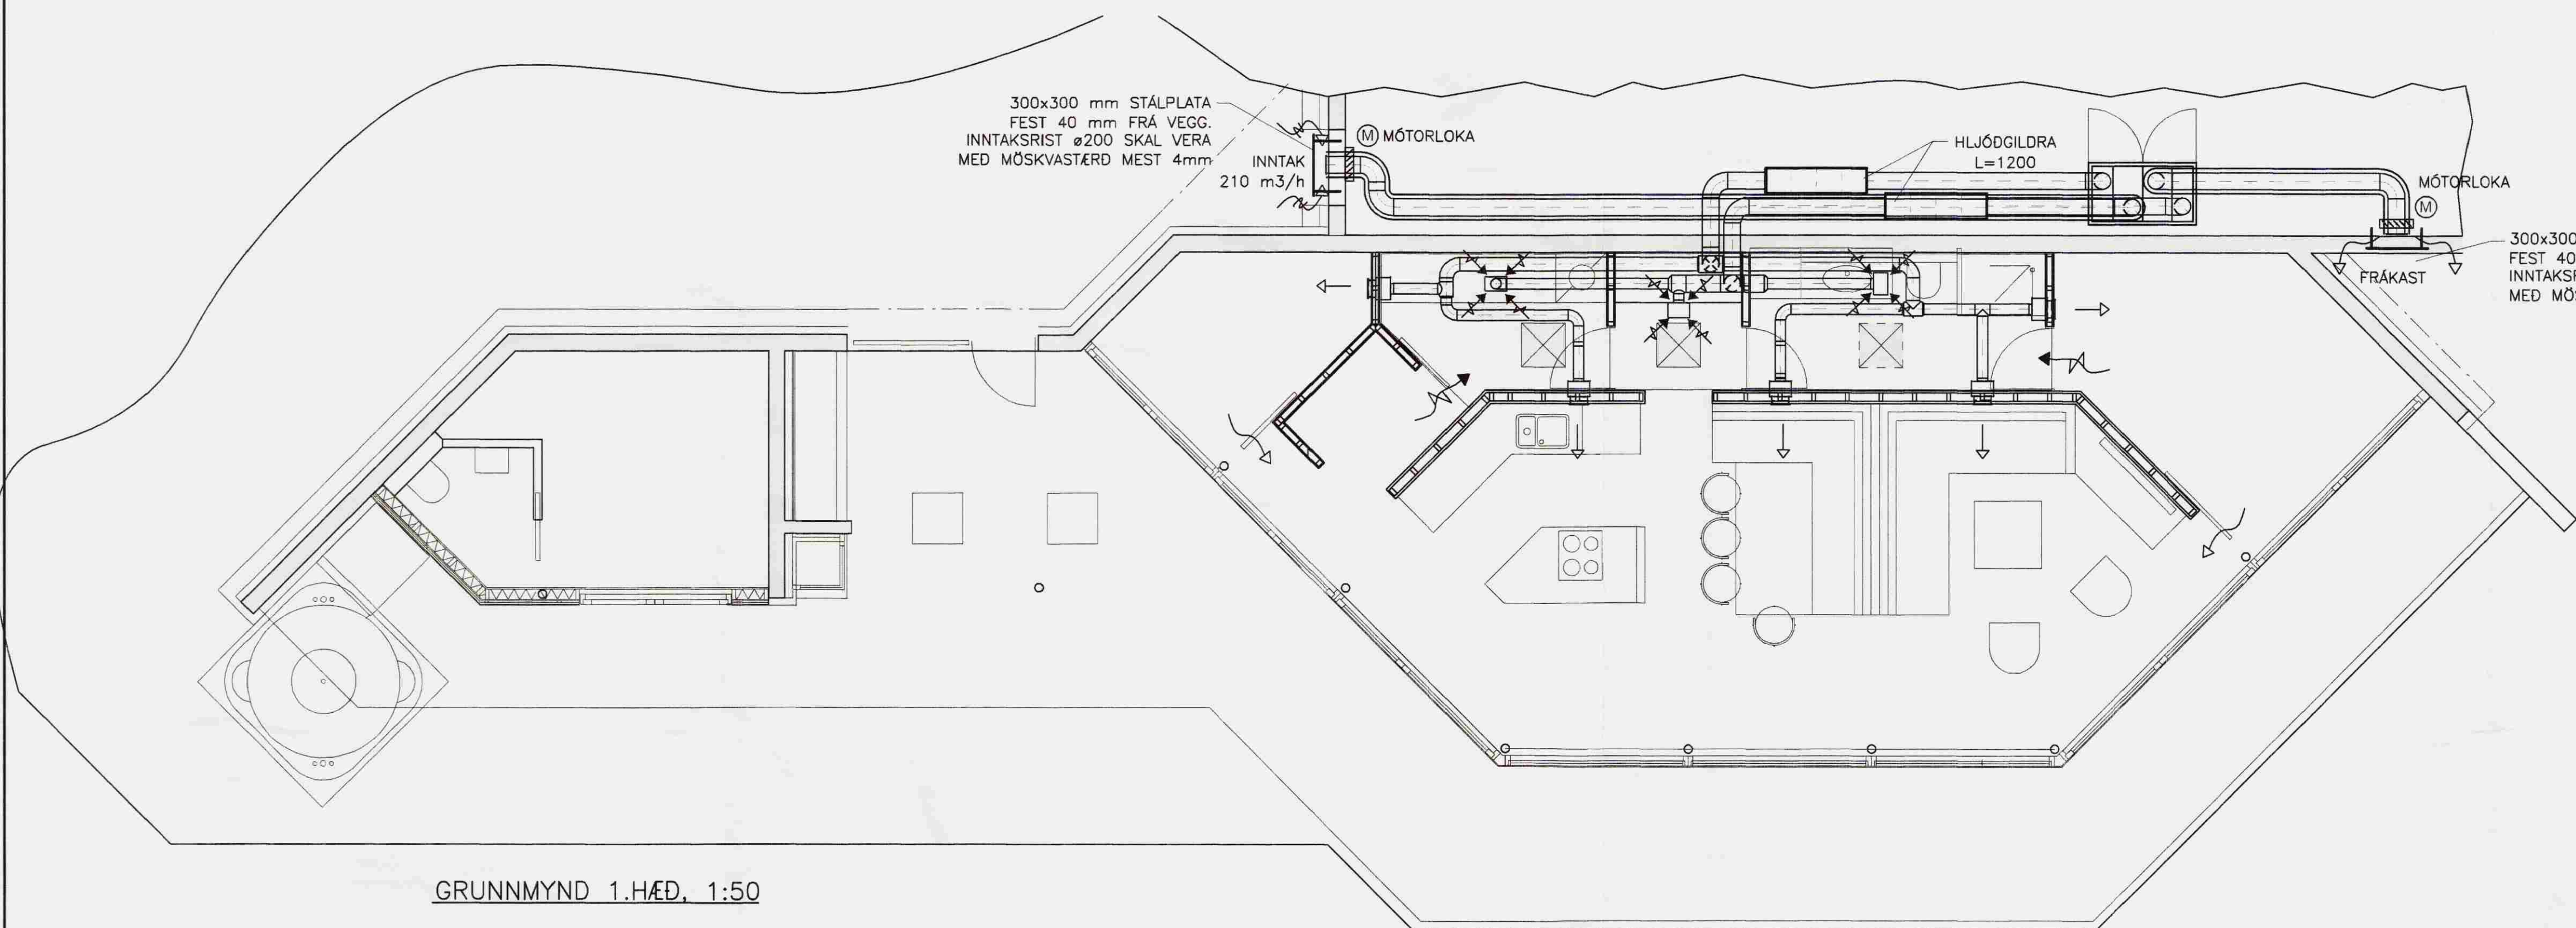 300x300 mm STÁLPLATA
FEST 40 mm FRÁ VEGG.
INNTAKSRIST ø200 SKAL VERA
MEÐ MÖSKVASTÆRÐ MEST 4mm
INNTAK
210 m3/h
M MÓTORLOKA
HLJÓÐGILDRA
L=1200
MÓTORLOKA
M
300x300
FEST 40
INNTAKS
MEÐ MÖ
FRÁKAST
GRUNNMYND 1.HÆÐ, 1:50